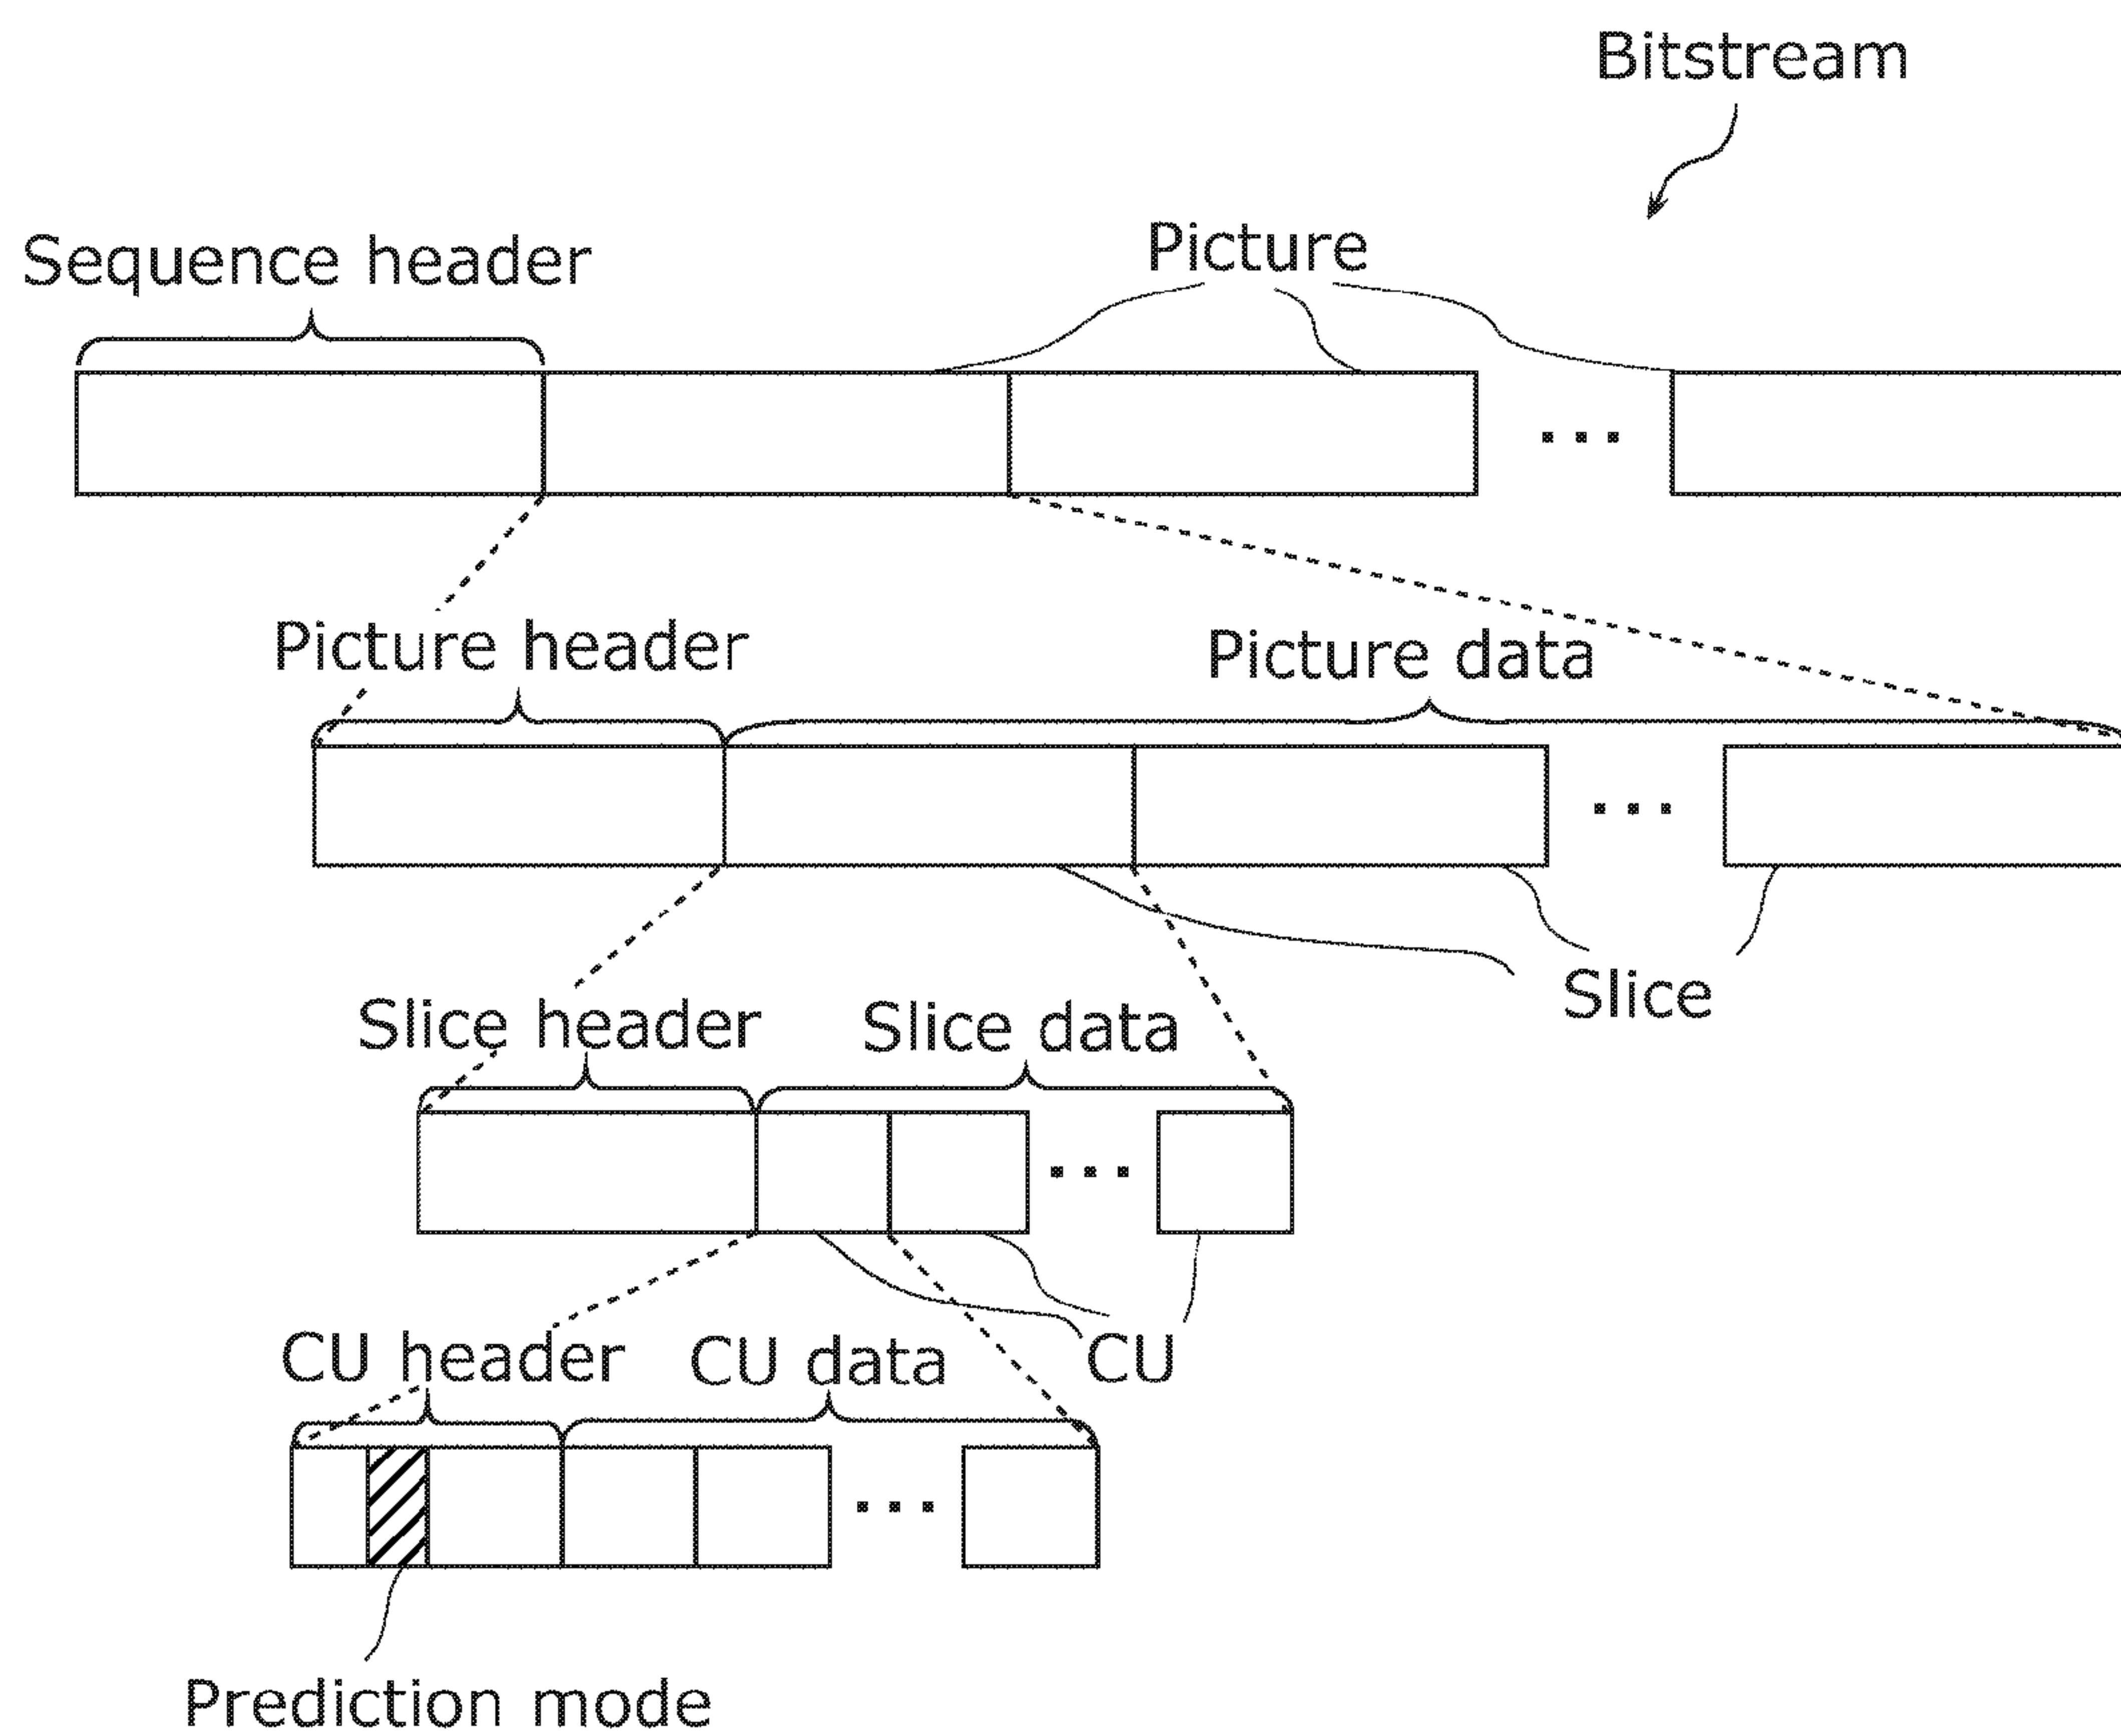 Bitstream
Sequence header
Picture
Picture header
Picture data
Slice
Slice header
Slice data
CU header
CU data
CU
Prediction mode